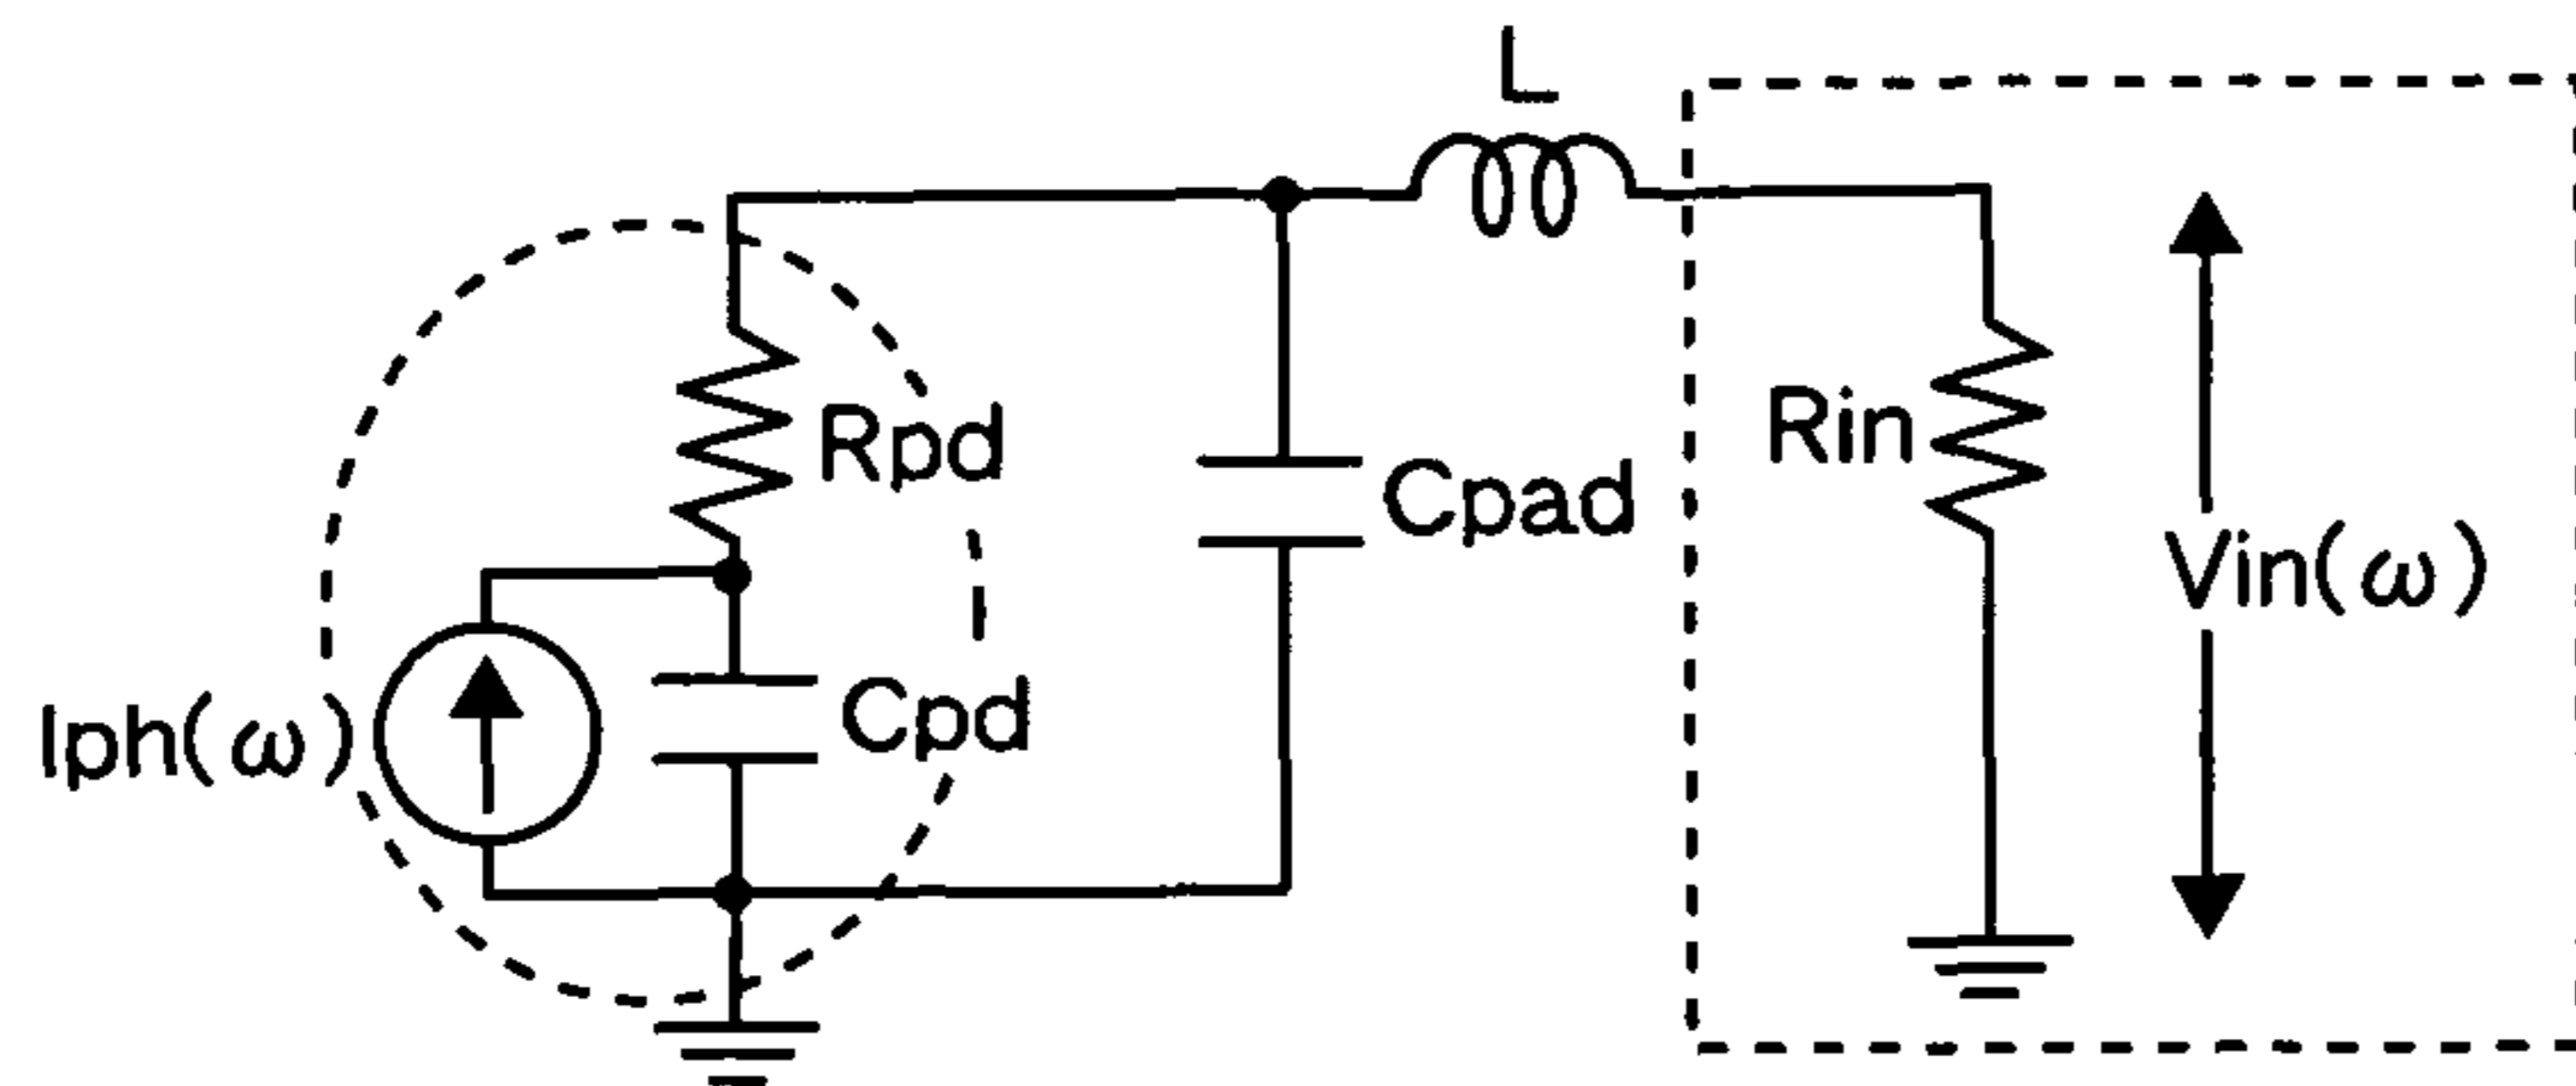 L
Rpd
Cpad
Rin
Vin(ω)
Iph(ω)
Cpd